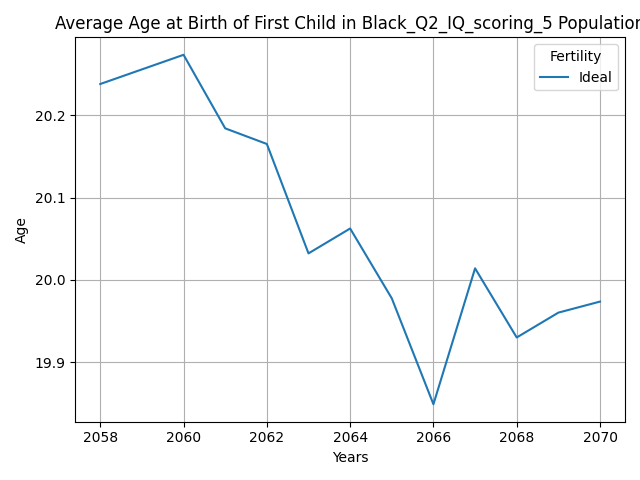 Average Age at Birth of First Child in Black_Q2_IQ_scoring_5 Population
Fertility
Ideal
20.2
20.1
20.0
19.9
Age
2058 2060 2062 2064 2066 2068 2070
Years